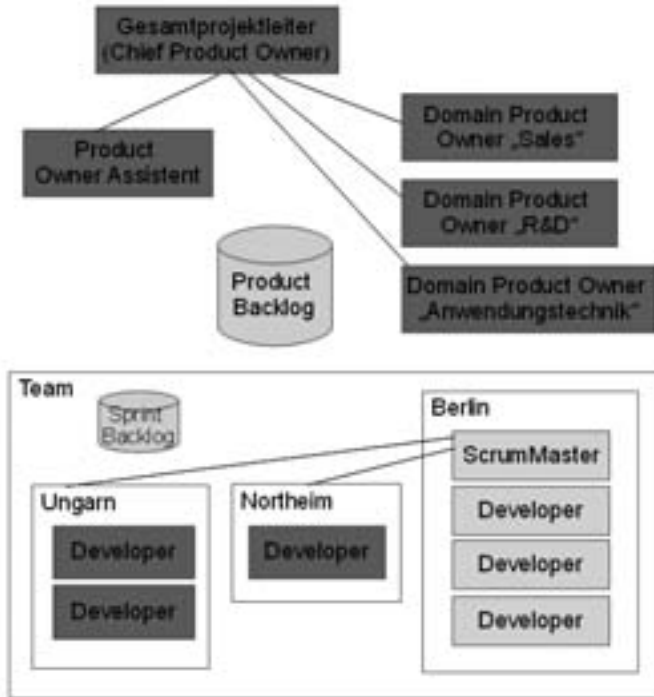 Gesamtprojektleiter
(Chief Product Owner)
Product
Owner Assistent
Domain Product
Owner „Sales“
Domain Product
Owner „R&D“
Domain Product Owner
„Anwendungstechnik“
Product
Backlog
Team
Sprint
Backlog
Ungarn
Developer
Developer
Northeim
Developer
Berlin
ScrumMaster
Developer
Developer
Developer